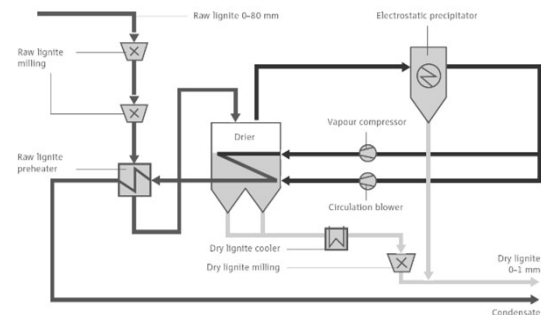 Raw lignite 0-80 mm
Electrostatic precipitator
Raw lignite
milling
Vapour compressor
Drier
Raw lignite
preheater
Circulation blower
Dry lignite cooler
Dry lignite milling
Dry lignite
0-1 mm
Condensate